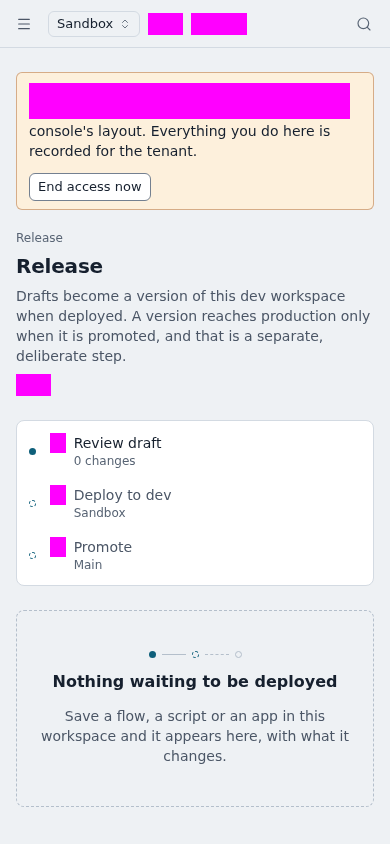 Sandbox
console's layout. Everything you do here is
recorded for the tenant.
End access now
Release
Release
Drafts become a version of this dev workspace
when deployed. A version reaches production only
when it is promoted, and that is a separate,
deliberate step.
Review draft
0 changes
Deploy to dev
Sandbox
Promote
Main
Nothing waiting to be deployed
Save a flow, a script or an app in this
workspace and it appears here, with what it
changes.